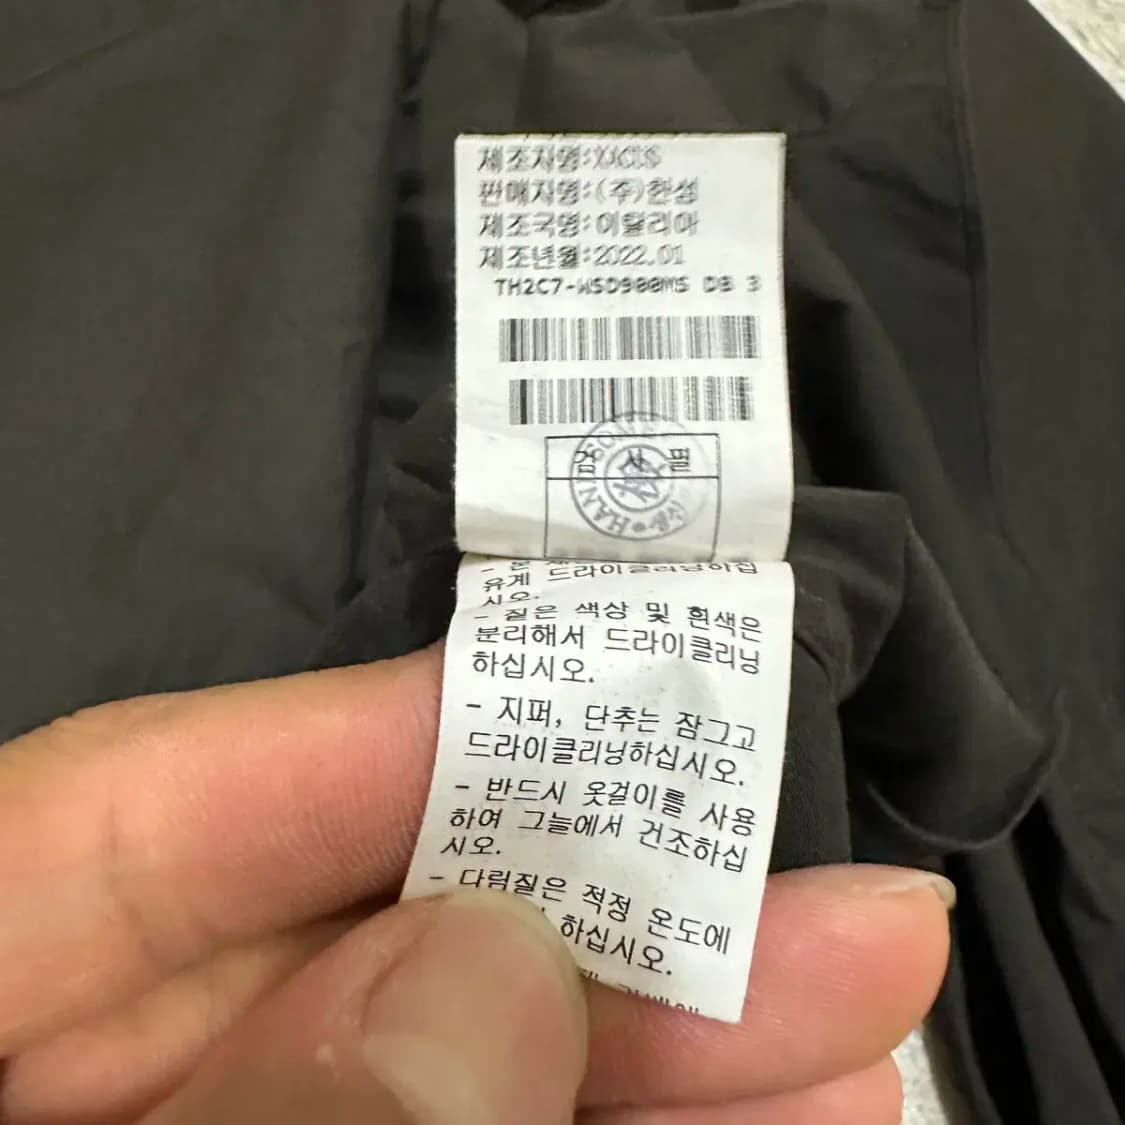 제조자명:XACUS
판매자명:(주)한섬
제조국명:이탈리아
제조년월:2022.01
TH2C7-WSD900MS DB 3
검 사 필
HAN
유계 드라이클리닝하십
시오.
- 짙은 색상 및 흰색은
분리해서 드라이클리닝
하십시오.
- 지퍼, 단추는 잠그고
드라이클리닝하십시오.
- 반드시 옷걸이를 사용
하여 그늘에서 건조하십
시오.
- 다림질은 적정 온도에
하십시오.